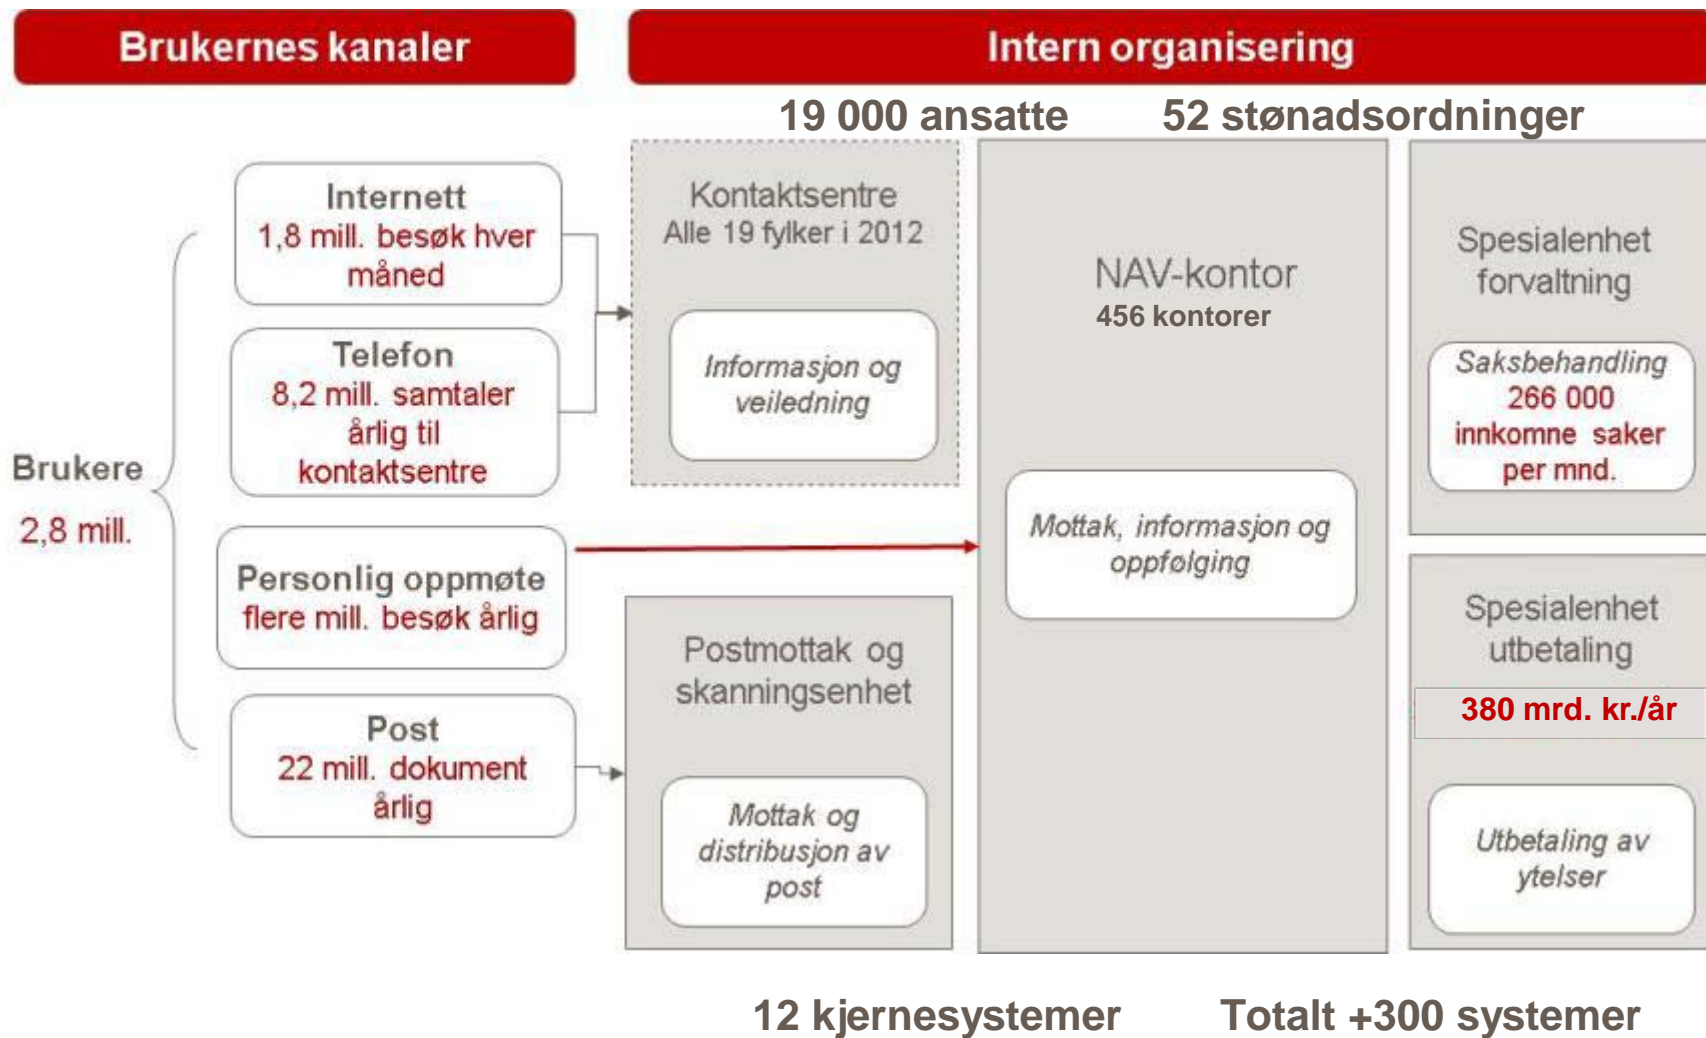 Brukernes kanaler
Intern organisering
19 000 ansatte
52 stønadsordninger
Brukere
2,8 mill.
Internett
1,8 mill. besøk hver
måned
Telefon
8,2 mill. samtaler
årlig til
kontaktsentre
Personlig oppmøte
flere mill. besøk årlig
Post
22 mill. dokument
årlig
Kontaktsentre
Alle 19 fylker i 2012
Informasjon og
veiledning
Postmottak og
skanningsenhet
Mottak og
distribusjon av
post
NAV-kontor
456 kontorer
Mottak, informasjon og
oppfølging
Spesialenhet
forvaltning
Saksbehandling
266 000
innkomne saker
per mnd.
Spesialenhet
utbetaling
380 mrd. kr./år
Utbetaling av
ytelser
12 kjernesystemer
Totalt +300 systemer